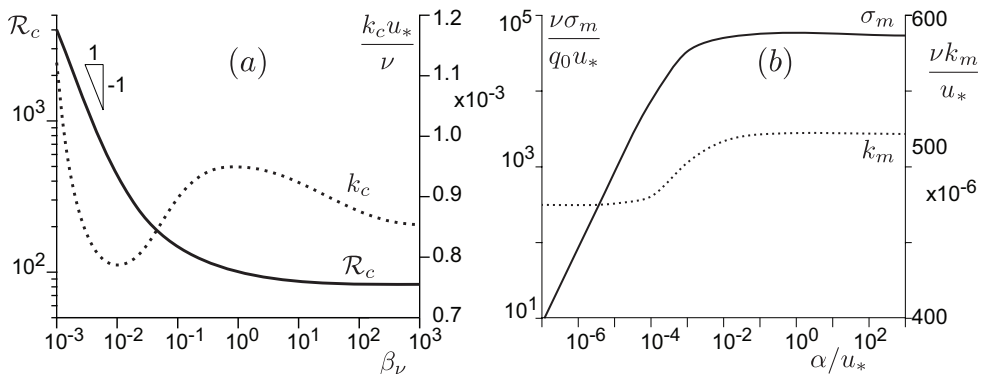 (a)
𝓡_c
k_c u_*
ν
1.2
1.1
x10^-3
1.0
0.9
0.8
0.7
10^3
10^2
1
-1
k_c
𝓡_c
10^-3 10^-2 10^-1 10^0 10^1 10^2 10^3
β_ν
(b)
10^5
νσ_m
q_0 u_*
σ_m
600
νk_m
u_*
10^3
k_m
500
x10^-6
10^1
400
10^-6 10^-4 10^-2 10^0 10^2
α/u_*